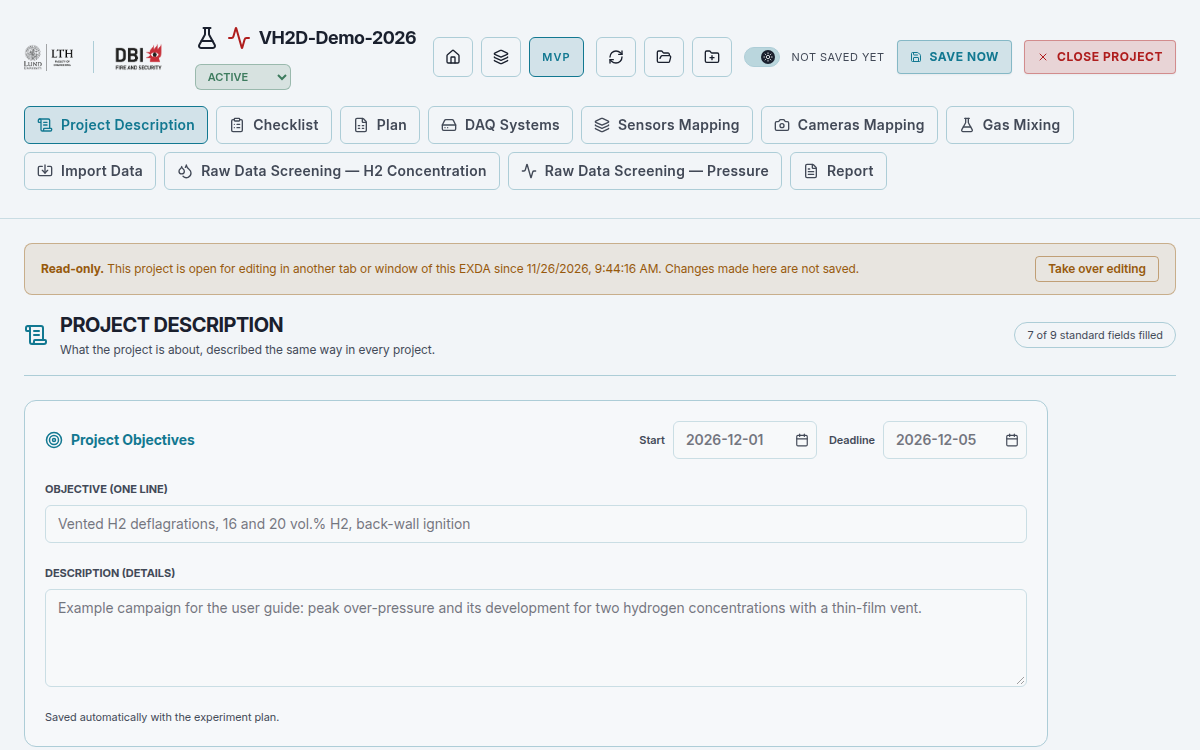 LUND
UNIVERSITY
LTH
DBI
FIRE AND SECURITY
VH2D-Demo-2026
ACTIVE
MVP
NOT SAVED YET
SAVE NOW
CLOSE PROJECT
Project Description
Checklist
Plan
DAQ Systems
Sensors Mapping
Cameras Mapping
Gas Mixing
Import Data
Raw Data Screening — H2 Concentration
Raw Data Screening — Pressure
Report
Read-only. This project is open for editing in another tab or window of this EXDA since 11/26/2026, 9:44:16 AM. Changes made here are not saved.
Take over editing
PROJECT DESCRIPTION
What the project is about, described the same way in every project.
7 of 9 standard fields filled
Project Objectives
Start
2026-12-01
Deadline
2026-12-05
OBJECTIVE (ONE LINE)
Vented H2 deflagrations, 16 and 20 vol.% H2, back-wall ignition
DESCRIPTION (DETAILS)
Example campaign for the user guide: peak over-pressure and its development for two hydrogen concentrations with a thin-film vent.
Saved automatically with the experiment plan.